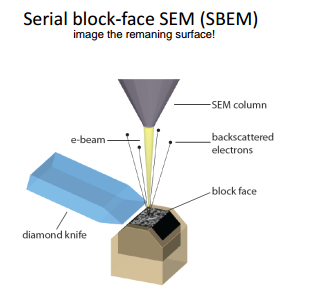 Serial block-face SEM (SBEM)
image the remaning surface!
SEM column
e-beam
backscattered
electrons
block face
diamond knife